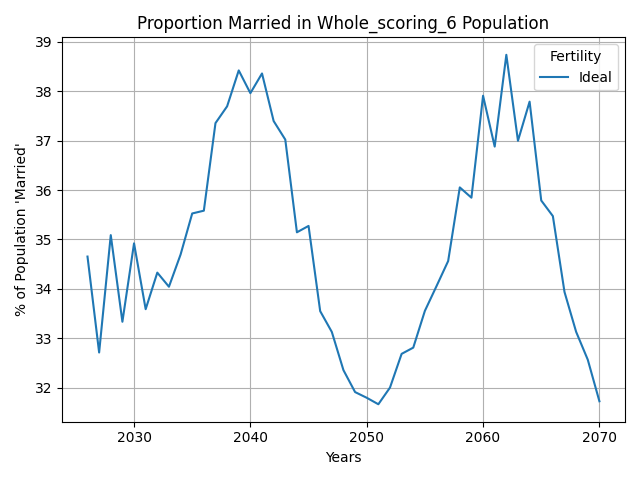 Proportion Married in Whole_scoring_6 Population
39
38
37
36
35
34
33
32
% of Population 'Married'
Fertility
Ideal
2030
2040
2050
2060
2070
Years